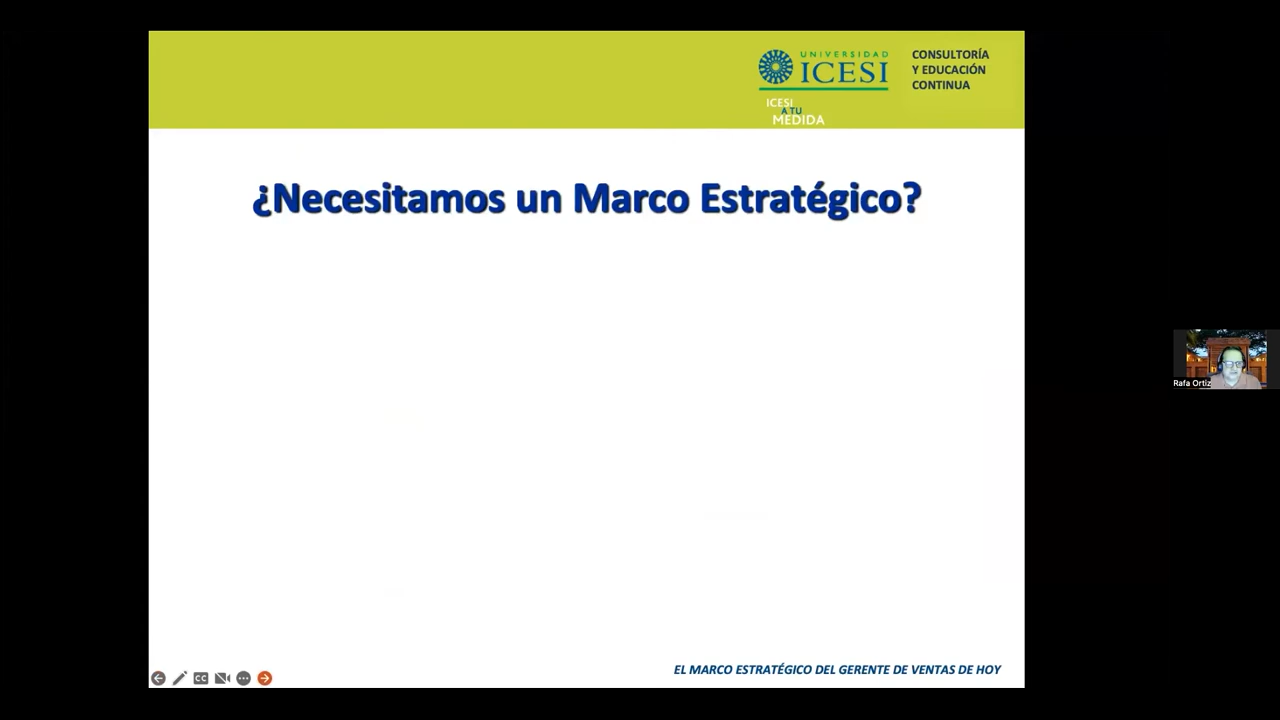 UNIVERSIDAD
ICESI
CONSULTORÍA
Y EDUCACIÓN
CONTINUA
ICESI
A TU
MEDIDA
¿Necesitamos un Marco Estratégico?
Rafa Ortiz
CC
EL MARCO ESTRATÉGICO DEL GERENTE DE VENTAS DE HOY